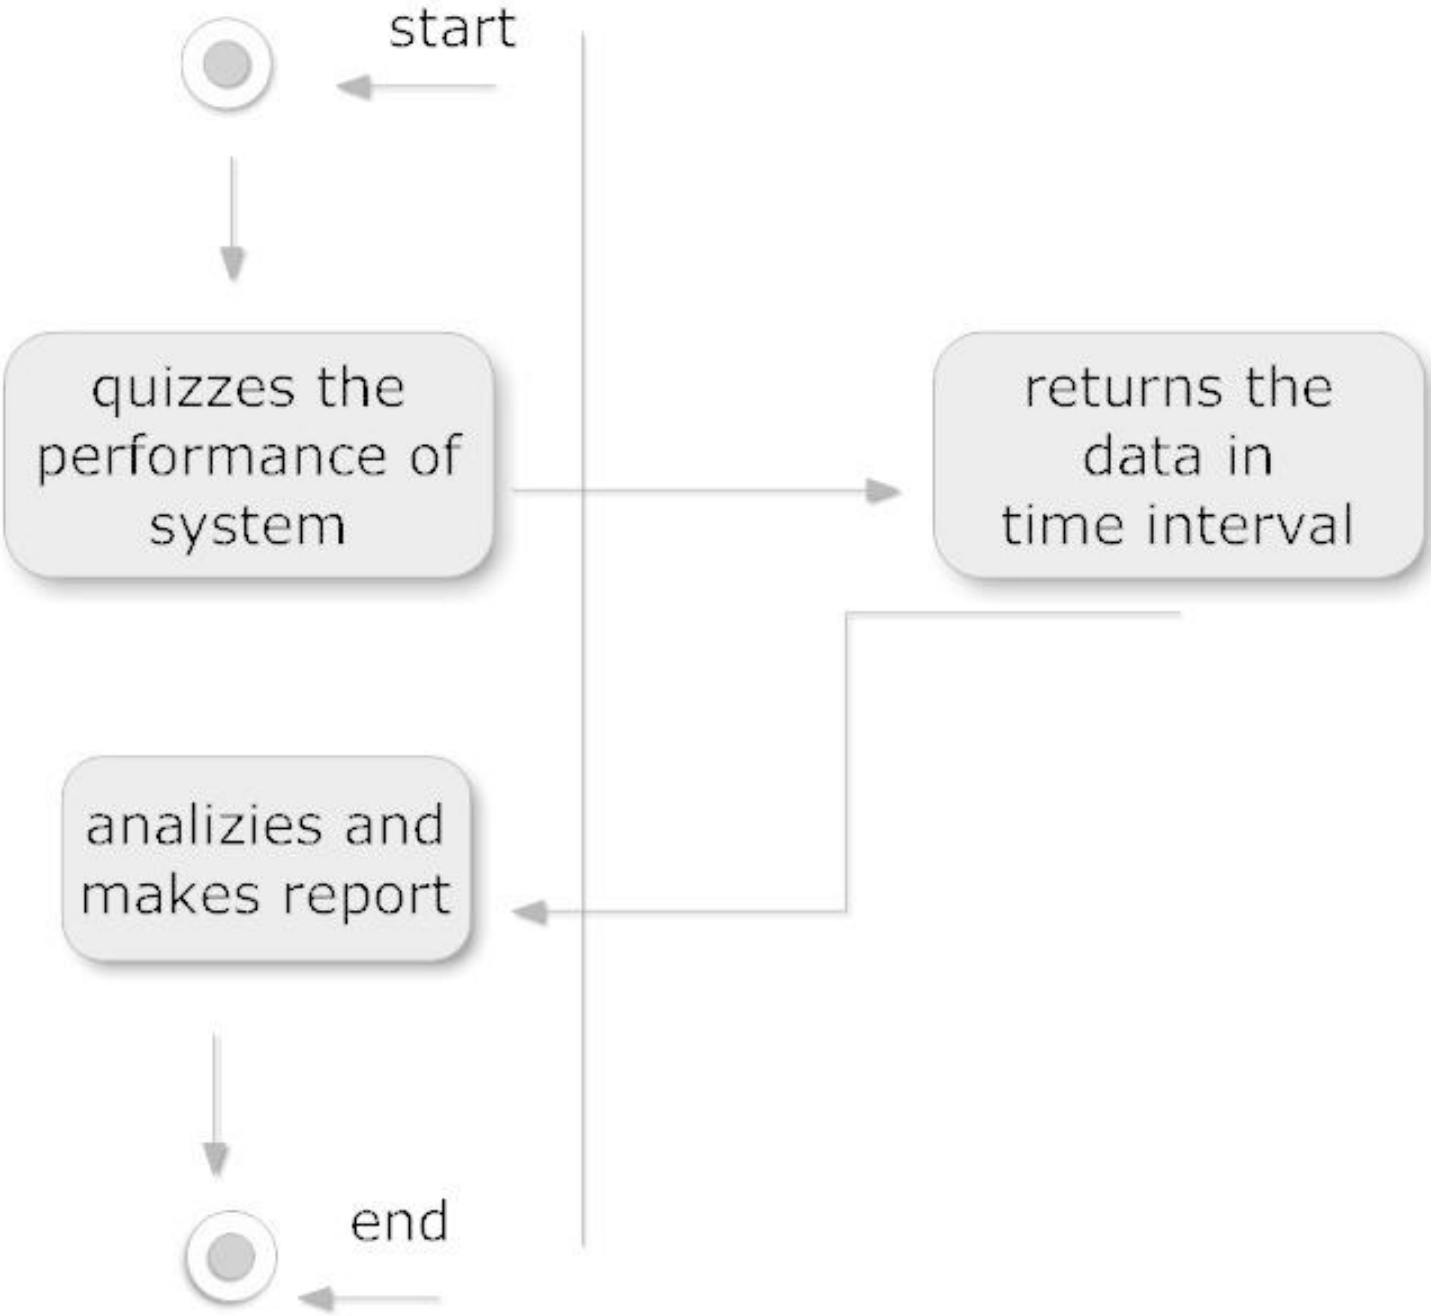 start
quizzes the
performance of
system
returns the
data in
time interval
analizies and
makes report
end